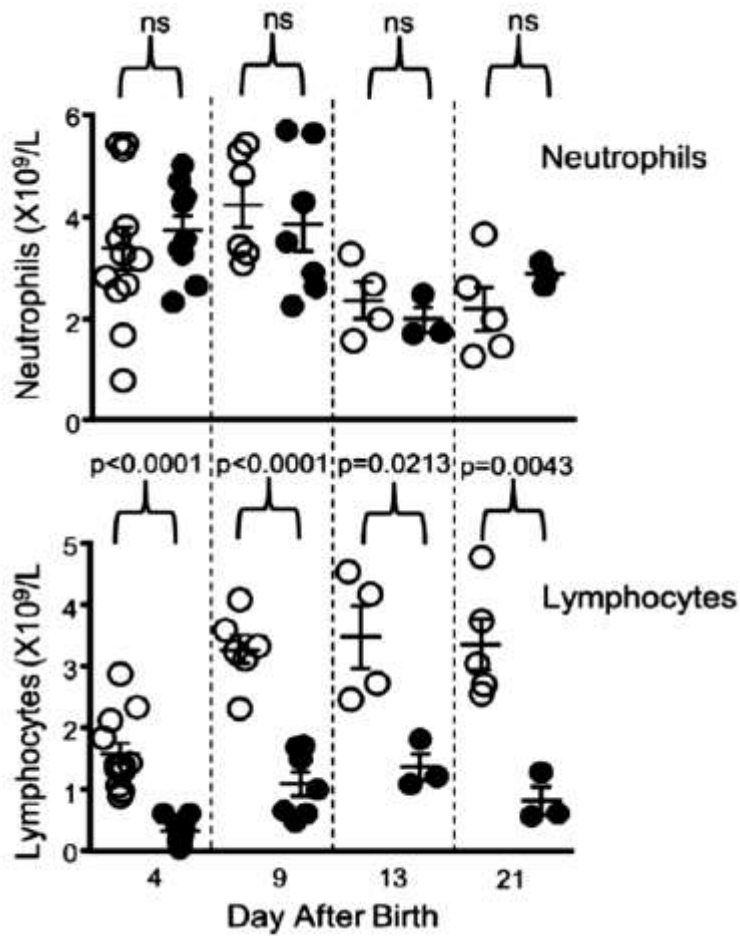 ns ns ns ns
Neutrophils (X10⁹/L)
6
4
2
0
Neutrophils
p<0.0001 p<0.0001 p=0.0213 p=0.0043
Lymphocytes (X10⁹/L)
5
4
3
2
1
0
Lymphocytes
4 9 13 21
Day After Birth